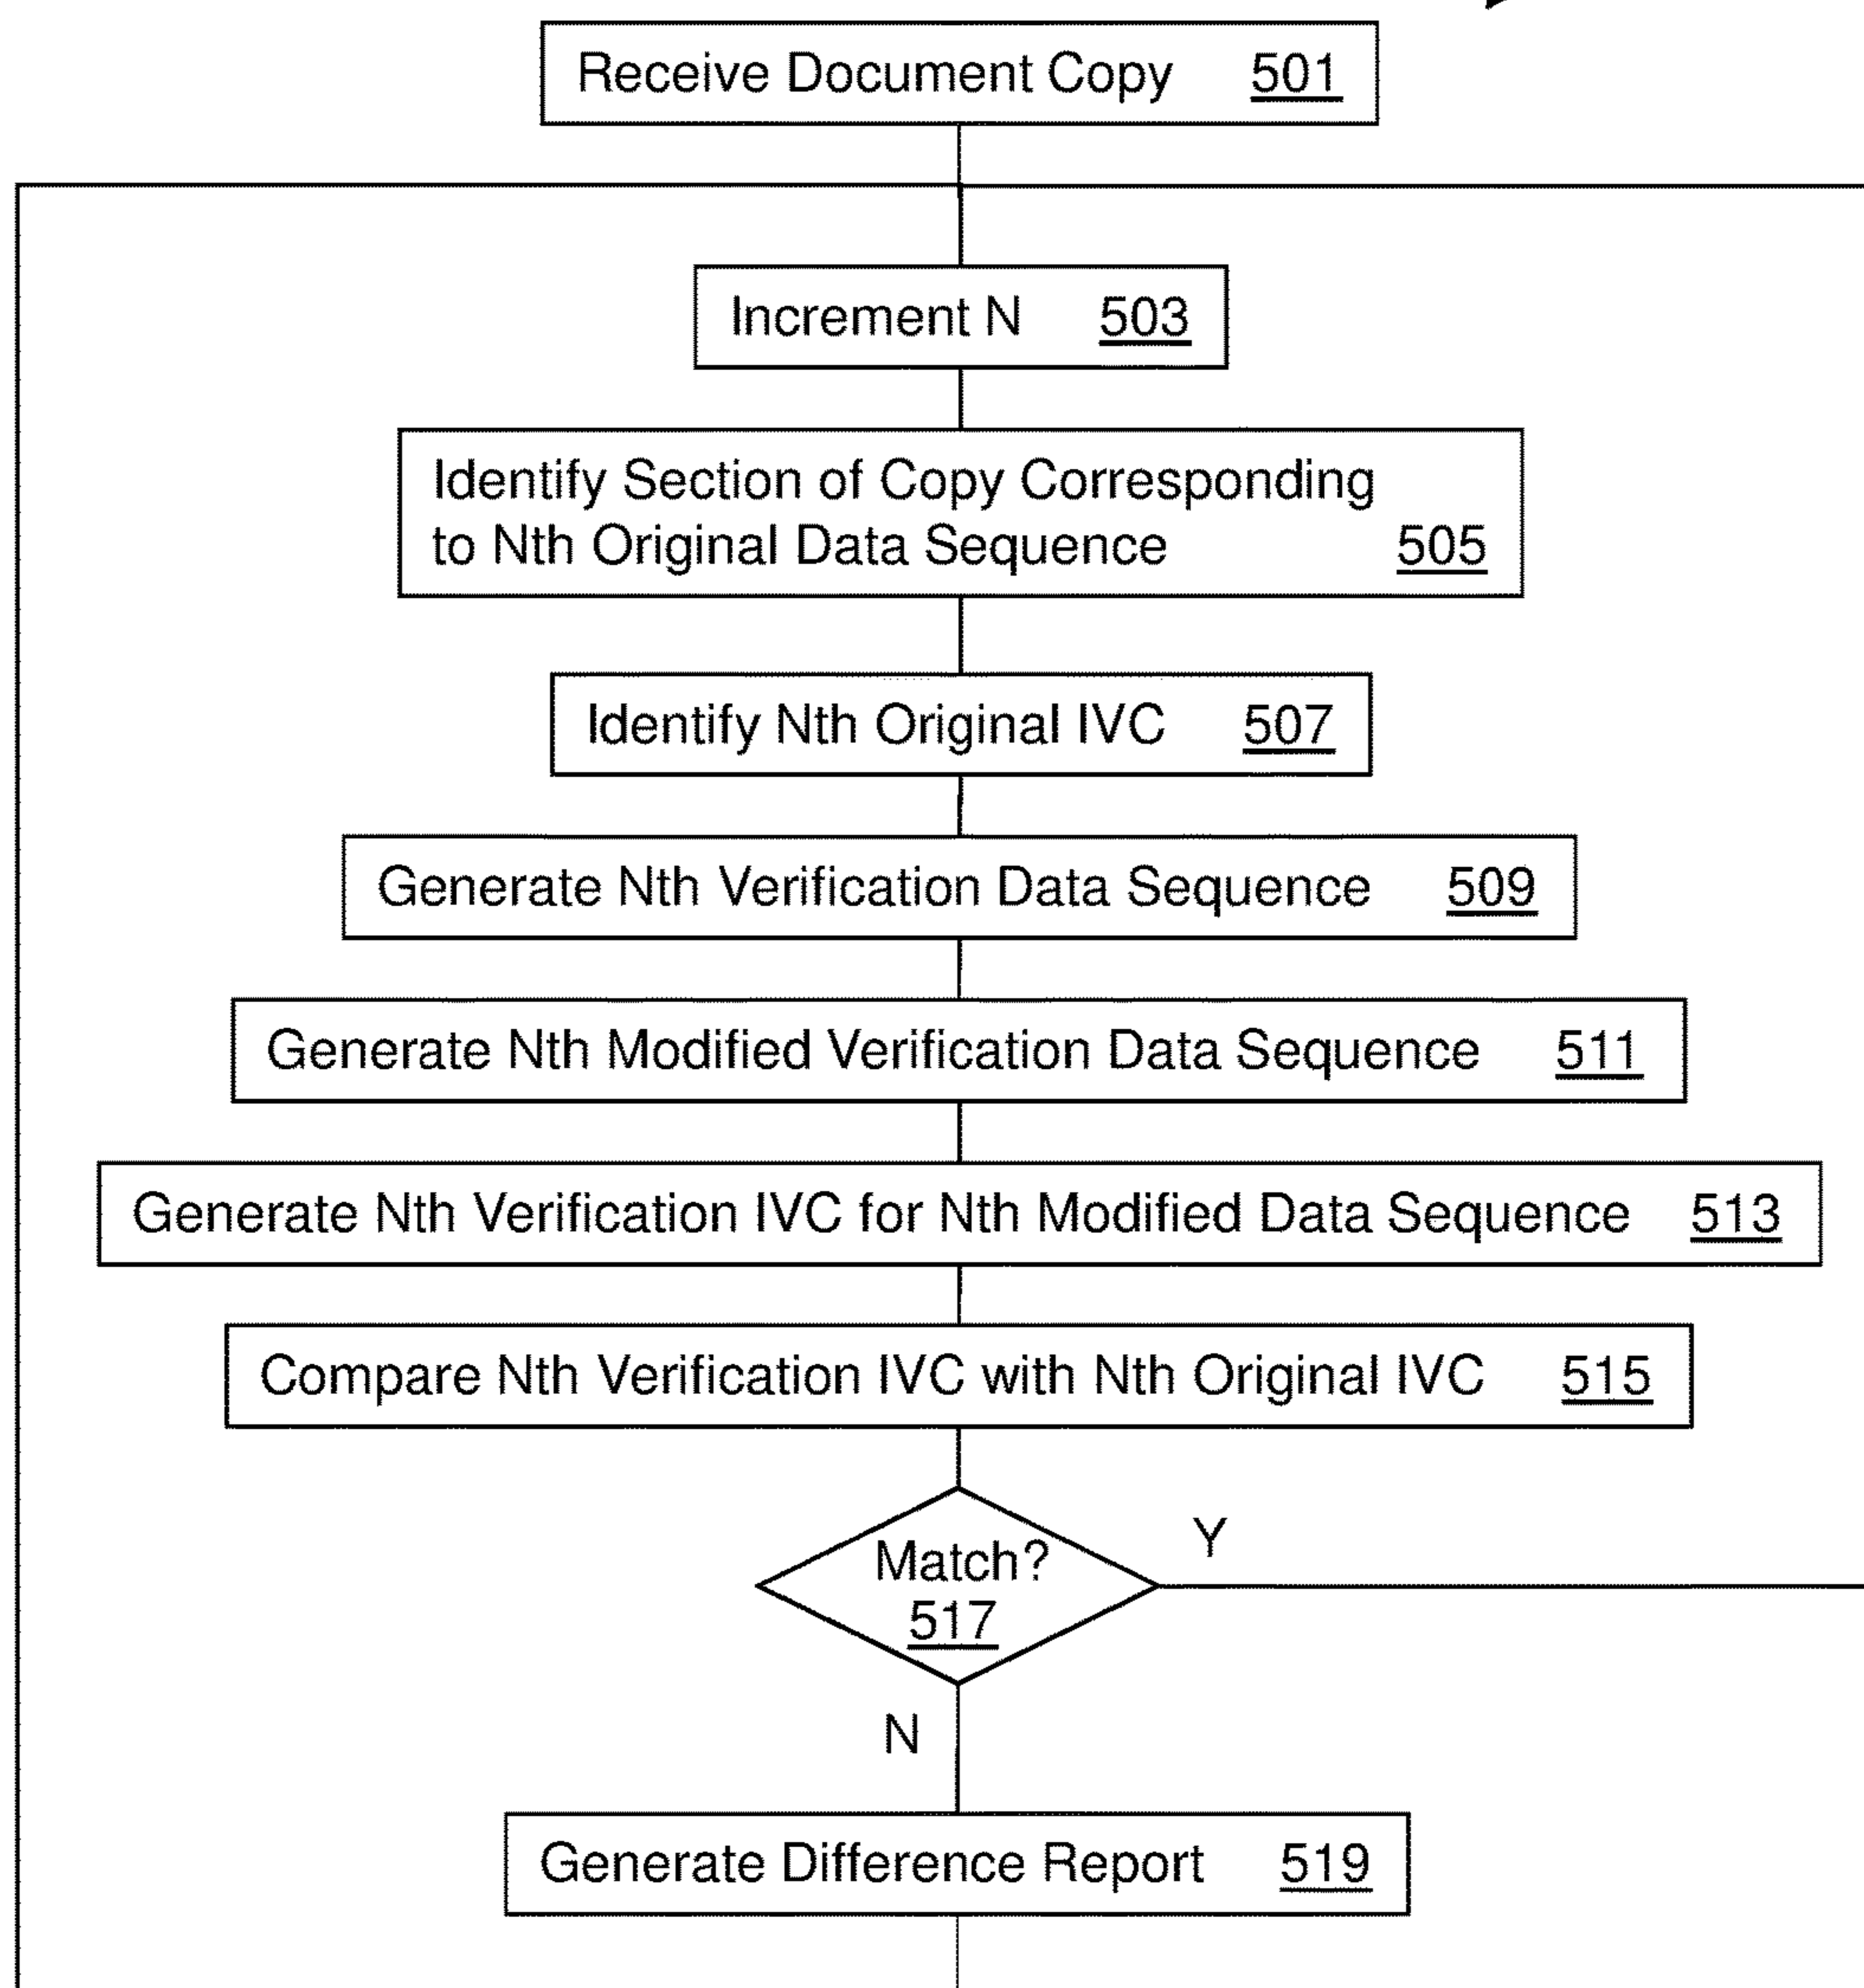 Receive Document Copy 501
Increment N 503
Identify Section of Copy Corresponding
to Nth Original Data Sequence 505
Identify Nth Original IVC 507
Generate Nth Verification Data Sequence 509
Generate Nth Modified Verification Data Sequence 511
Generate Nth Verification IVC for Nth Modified Data Sequence 513
Compare Nth Verification IVC with Nth Original IVC 515
Match?
517
Y
N
Generate Difference Report 519